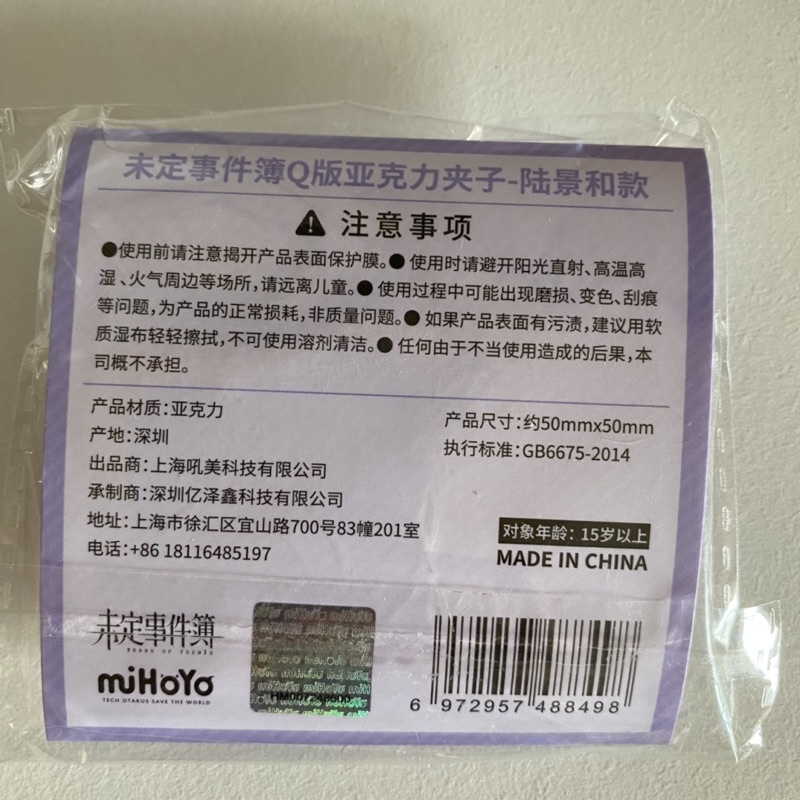 未定事件簿Q版亚克力夹子-陆景和款
注意事项
●使用前请注意揭开产品表面保护膜。● 使用时请避开阳光直射、高温高
湿、火气周边等场所，请远离儿童。● 使用过程中可能出现磨损、变色、刮痕
等问题，为产品的正常损耗，非质量问题。● 如果产品表面有污渍，建议用软
质湿布轻轻擦拭，不可使用溶剂清洁。● 任何由于不当使用造成的后果，本
司概不承担。
产品材质：亚克力
产品尺寸：约50mmx50mm
产地：深圳
执行标准：GB6675-2014
出品商：上海吼美科技有限公司
承制商：深圳亿泽鑫科技有限公司
地址：上海市徐汇区宜山路700号83幢201室
对象年龄：15岁以上
电话：+86 18116485197
MADE IN CHINA
未定事件簿
TEARS OF THEMIS
miHoYo
TECH OTAKUS SAVE THE WORLD
6 972957 488498